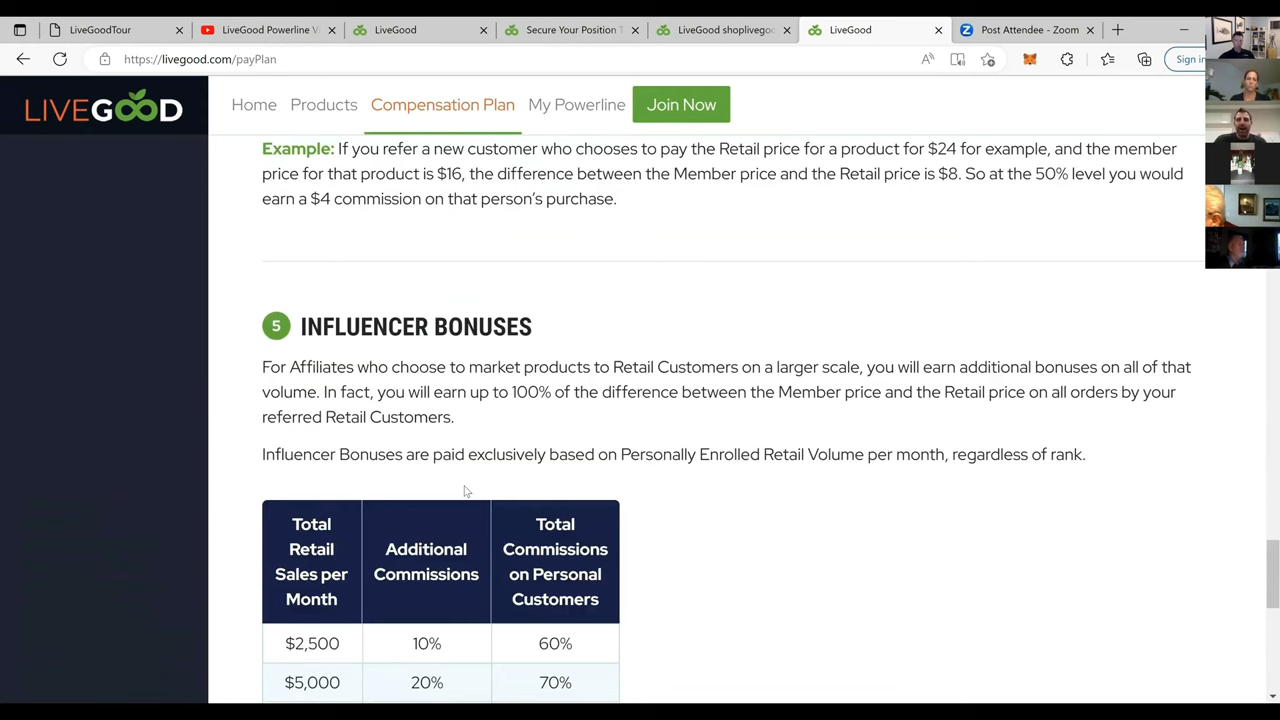 LiveGoodTour
LiveGood Powerline V
LiveGood
Secure Your Position T
LiveGood shoplivegoo
LiveGood
Post Attendee - Zoom
https://livegood.com/payPlan
Sign in
LIVEGOOD
Home
Products
Compensation Plan
My Powerline
Join Now
Example: If you refer a new customer who chooses to pay the Retail price for a product for $24 for example, and the member
price for that product is $16, the difference between the Member price and the Retail price is $8. So at the 50% level you would
earn a $4 commission on that person’s purchase.
5 INFLUENCER BONUSES
For Affiliates who choose to market products to Retail Customers on a larger scale, you will earn additional bonuses on all of that
volume. In fact, you will earn up to 100% of the difference between the Member price and the Retail price on all orders by your
referred Retail Customers.
Influencer Bonuses are paid exclusively based on Personally Enrolled Retail Volume per month, regardless of rank.
Total
Retail
Sales per
Month
Additional
Commissions
Total
Commissions
on Personal
Customers
$2,500 10% 60%
$5,000 20% 70%